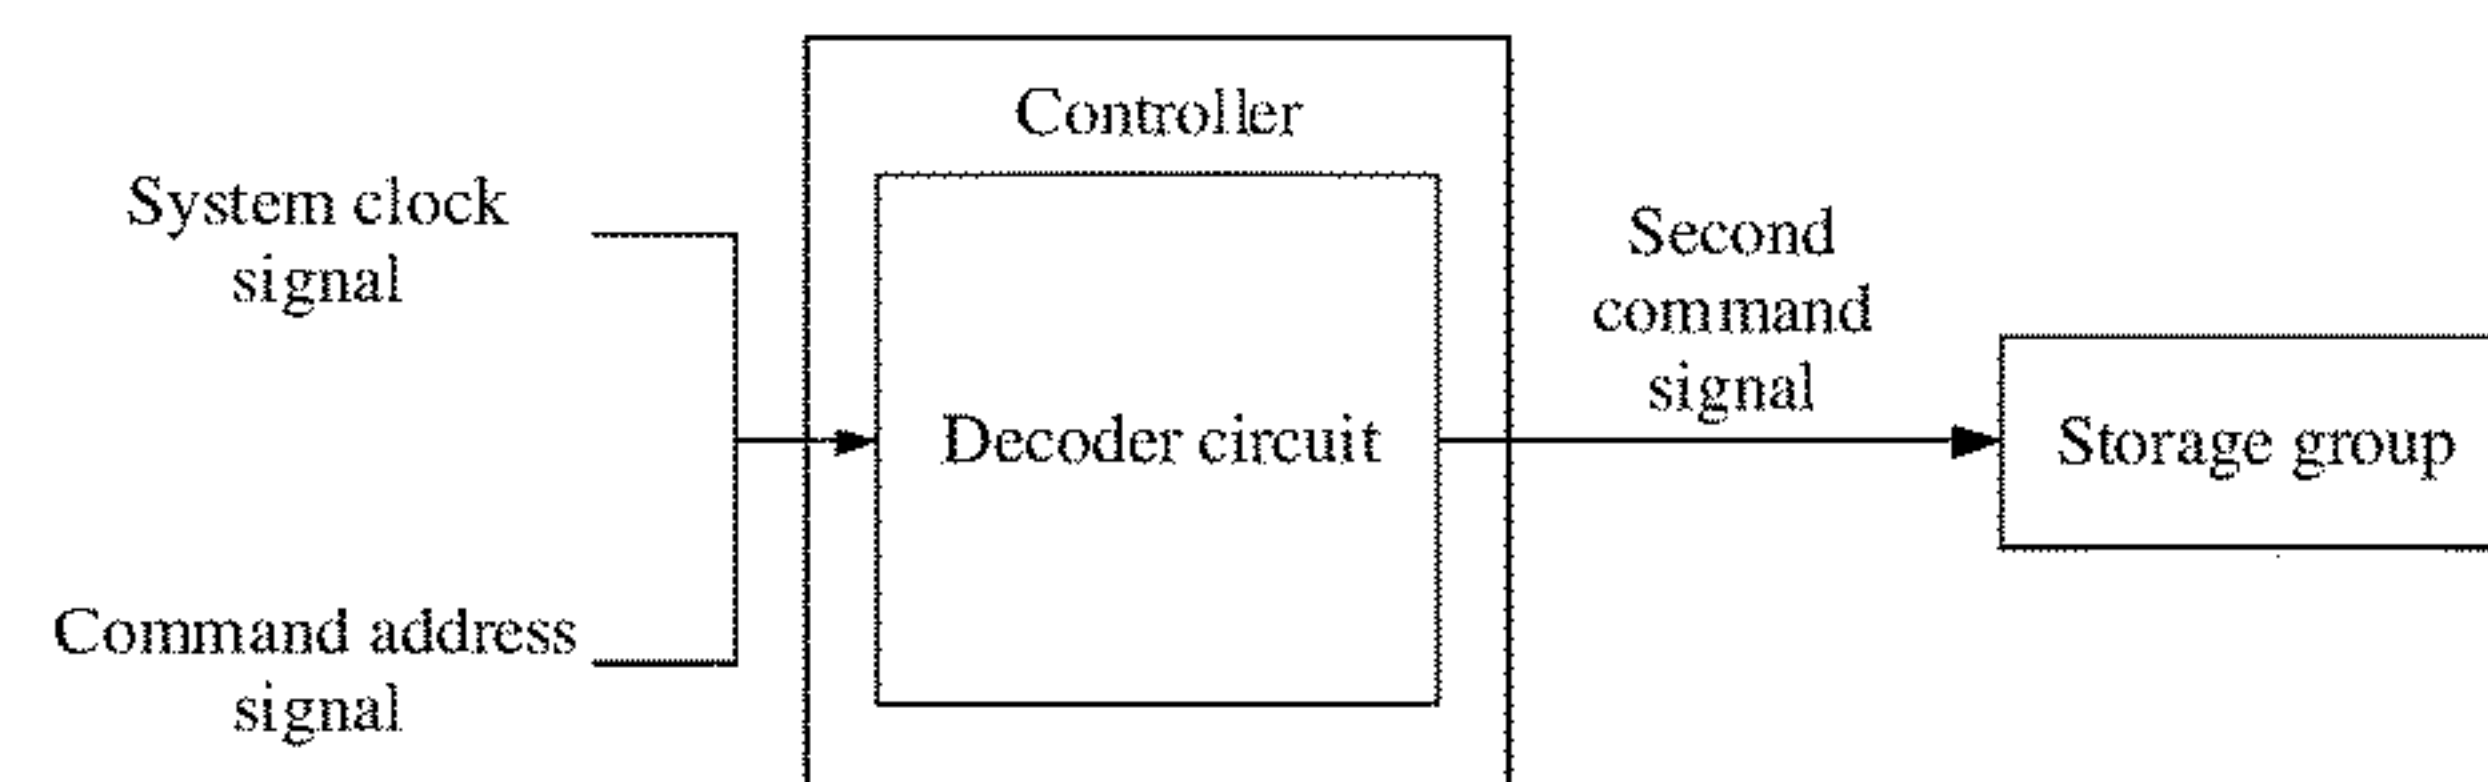 Controller
System clock
signal
Second
command
signal
Decoder circuit
Storage group
Command address
signal